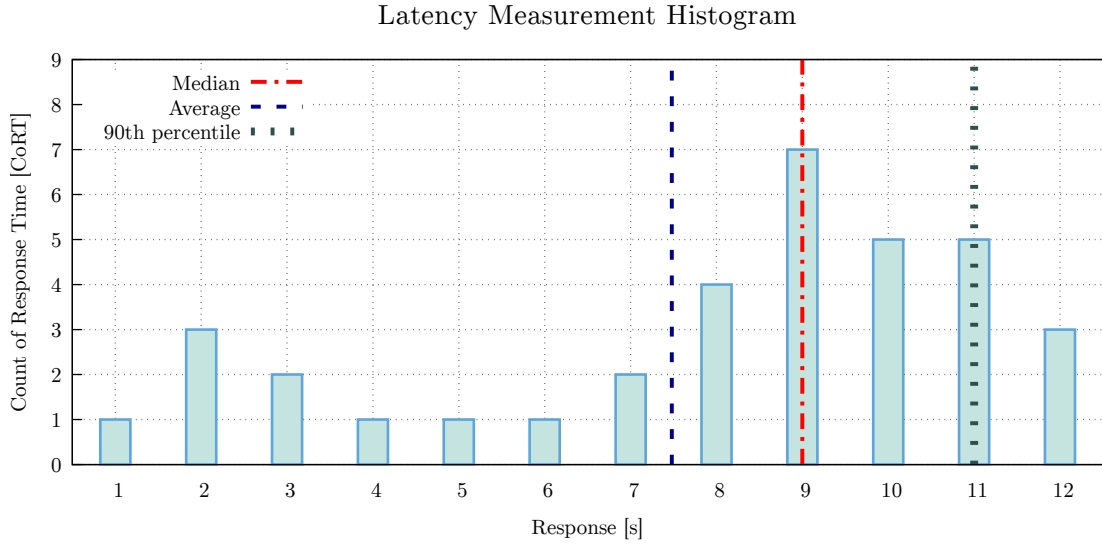 Latency Measurement Histogram
Count of Response Time [CoRT]
9
8
7
6
5
4
3
2
1
0
Median
Average
90th percentile
1 2 3 4 5 6 7 8 9 10 11 12
Response [s]